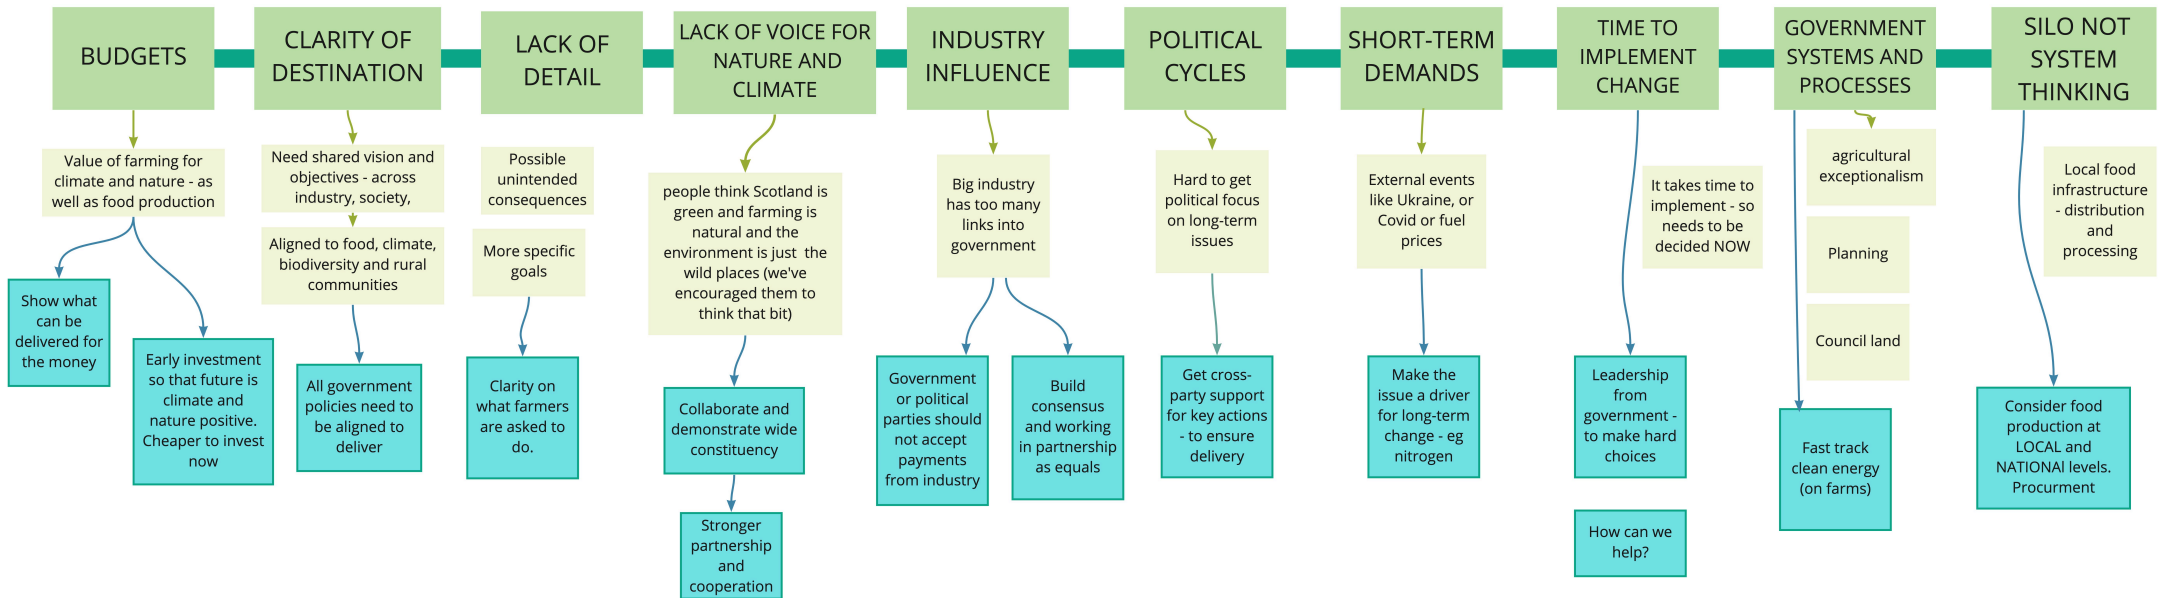 BUDGETS
Value of farming for
climate and nature - as
well as food production
Show what
can be
delivered for
the money
Early investment
so that future is
climate and
nature positive.
Cheaper to invest
now
CLARITY OF
DESTINATION
Need shared vision and
objectives - across
industry, society,
Aligned to food, climate,
biodiversity and rural
communities
All government
policies need to
be aligned to
deliver
LACK OF
DETAIL
Possible
unintended
consequences
More specific
goals
Clarity on
what farmers
are asked to
do.
LACK OF VOICE FOR
NATURE AND
CLIMATE
people think Scotland is
green and farming is
natural and the
environment is just the
wild places (we've
encouraged them to
think that bit)
Collaborate and
demonstrate wide
constituency
Stronger
partnership
and
cooperation
INDUSTRY
INFLUENCE
Big industry
has too many
links into
government
Government
or political
parties should
not accept
payments
from industry
Build
consensus
and working
in partnership
as equals
POLITICAL
CYCLES
Hard to get
political focus
on long-term
issues
Get cross-
party support
for key actions
- to ensure
delivery
SHORT-TERM
DEMANDS
External events
like Ukraine, or
Covid or fuel
prices
Make the
issue a driver
for long-term
change - eg
nitrogen
TIME TO
IMPLEMENT
CHANGE
It takes time to
implement - so
needs to be
decided NOW
Leadership
from
government -
to make hard
choices
How can we
help?
GOVERNMENT
SYSTEMS AND
PROCESSES
agricultural
exceptionalism
Planning
Council land
Fast track
clean energy
(on farms)
SILO NOT
SYSTEM
THINKING
Local food
infrastructure
- distribution
and
processing
Consider food
production at
LOCAL and
NATIONAl levels.
Procurment